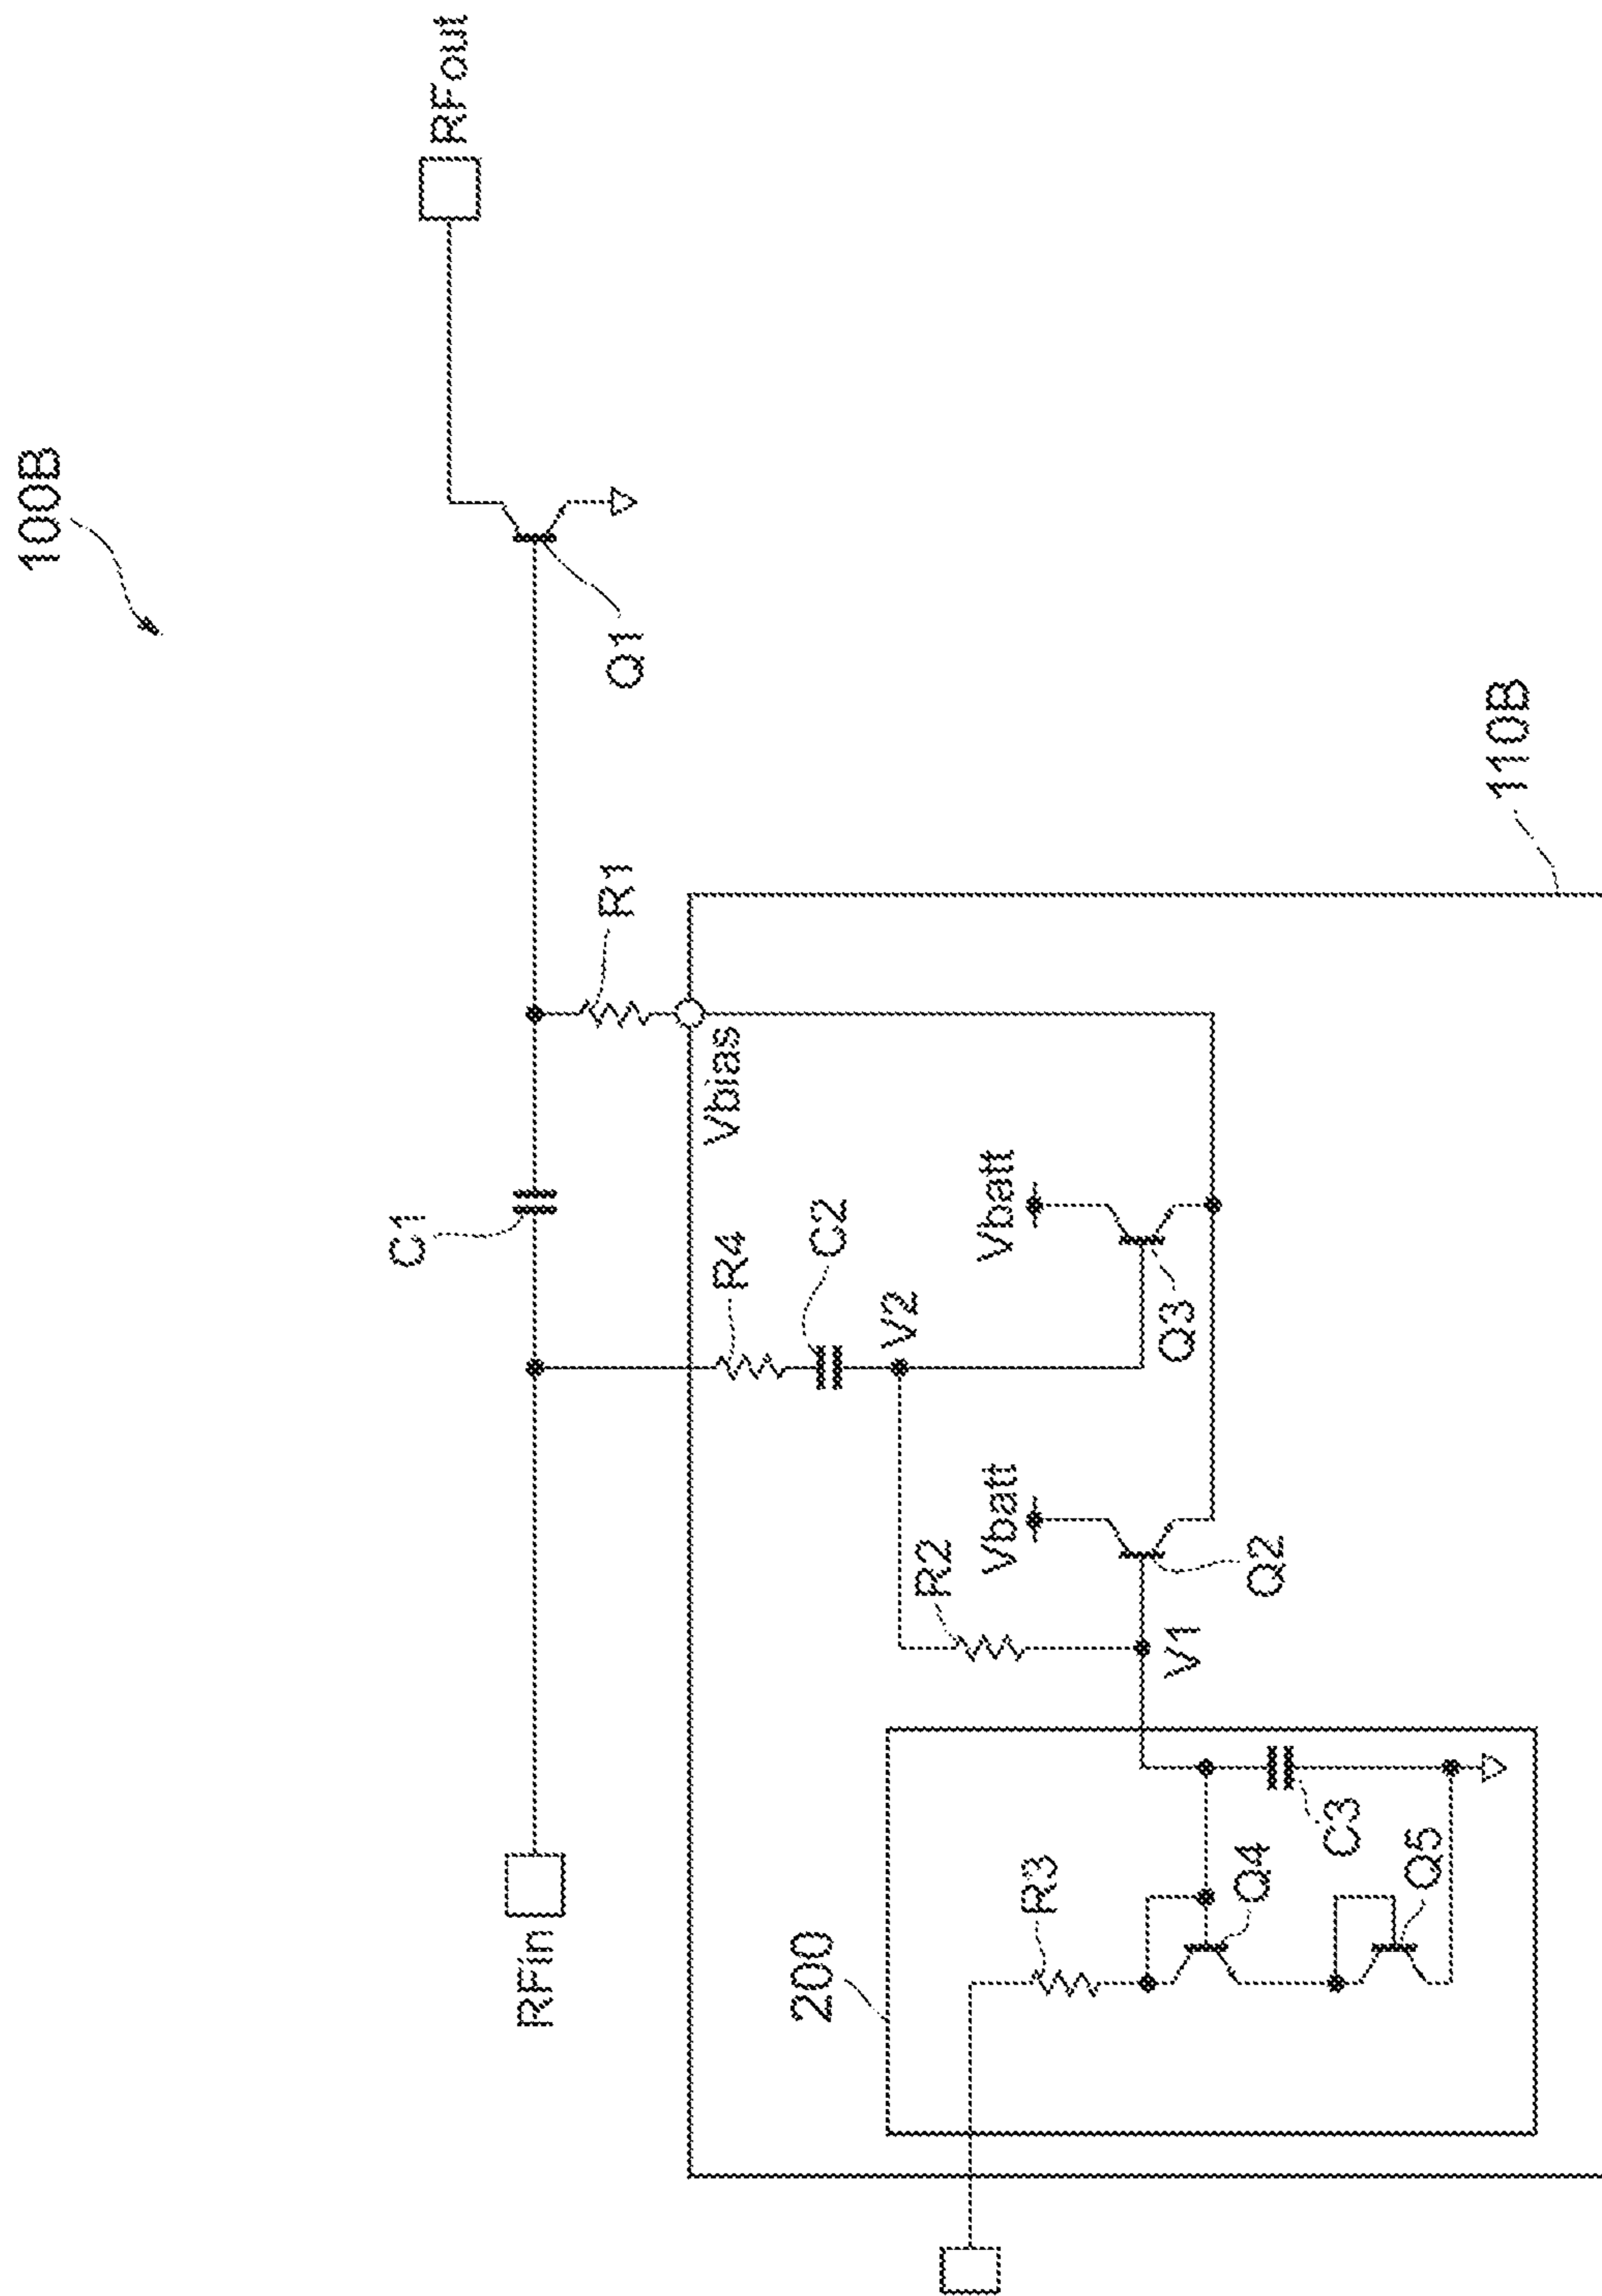 100B
RFin
C1
RFout
Q1
R1
Vbias
R4
C2
V2
200
R3
R2
Vbatt
Vbatt
Q4
V1
Q2
Q3
C3
Q5
110B